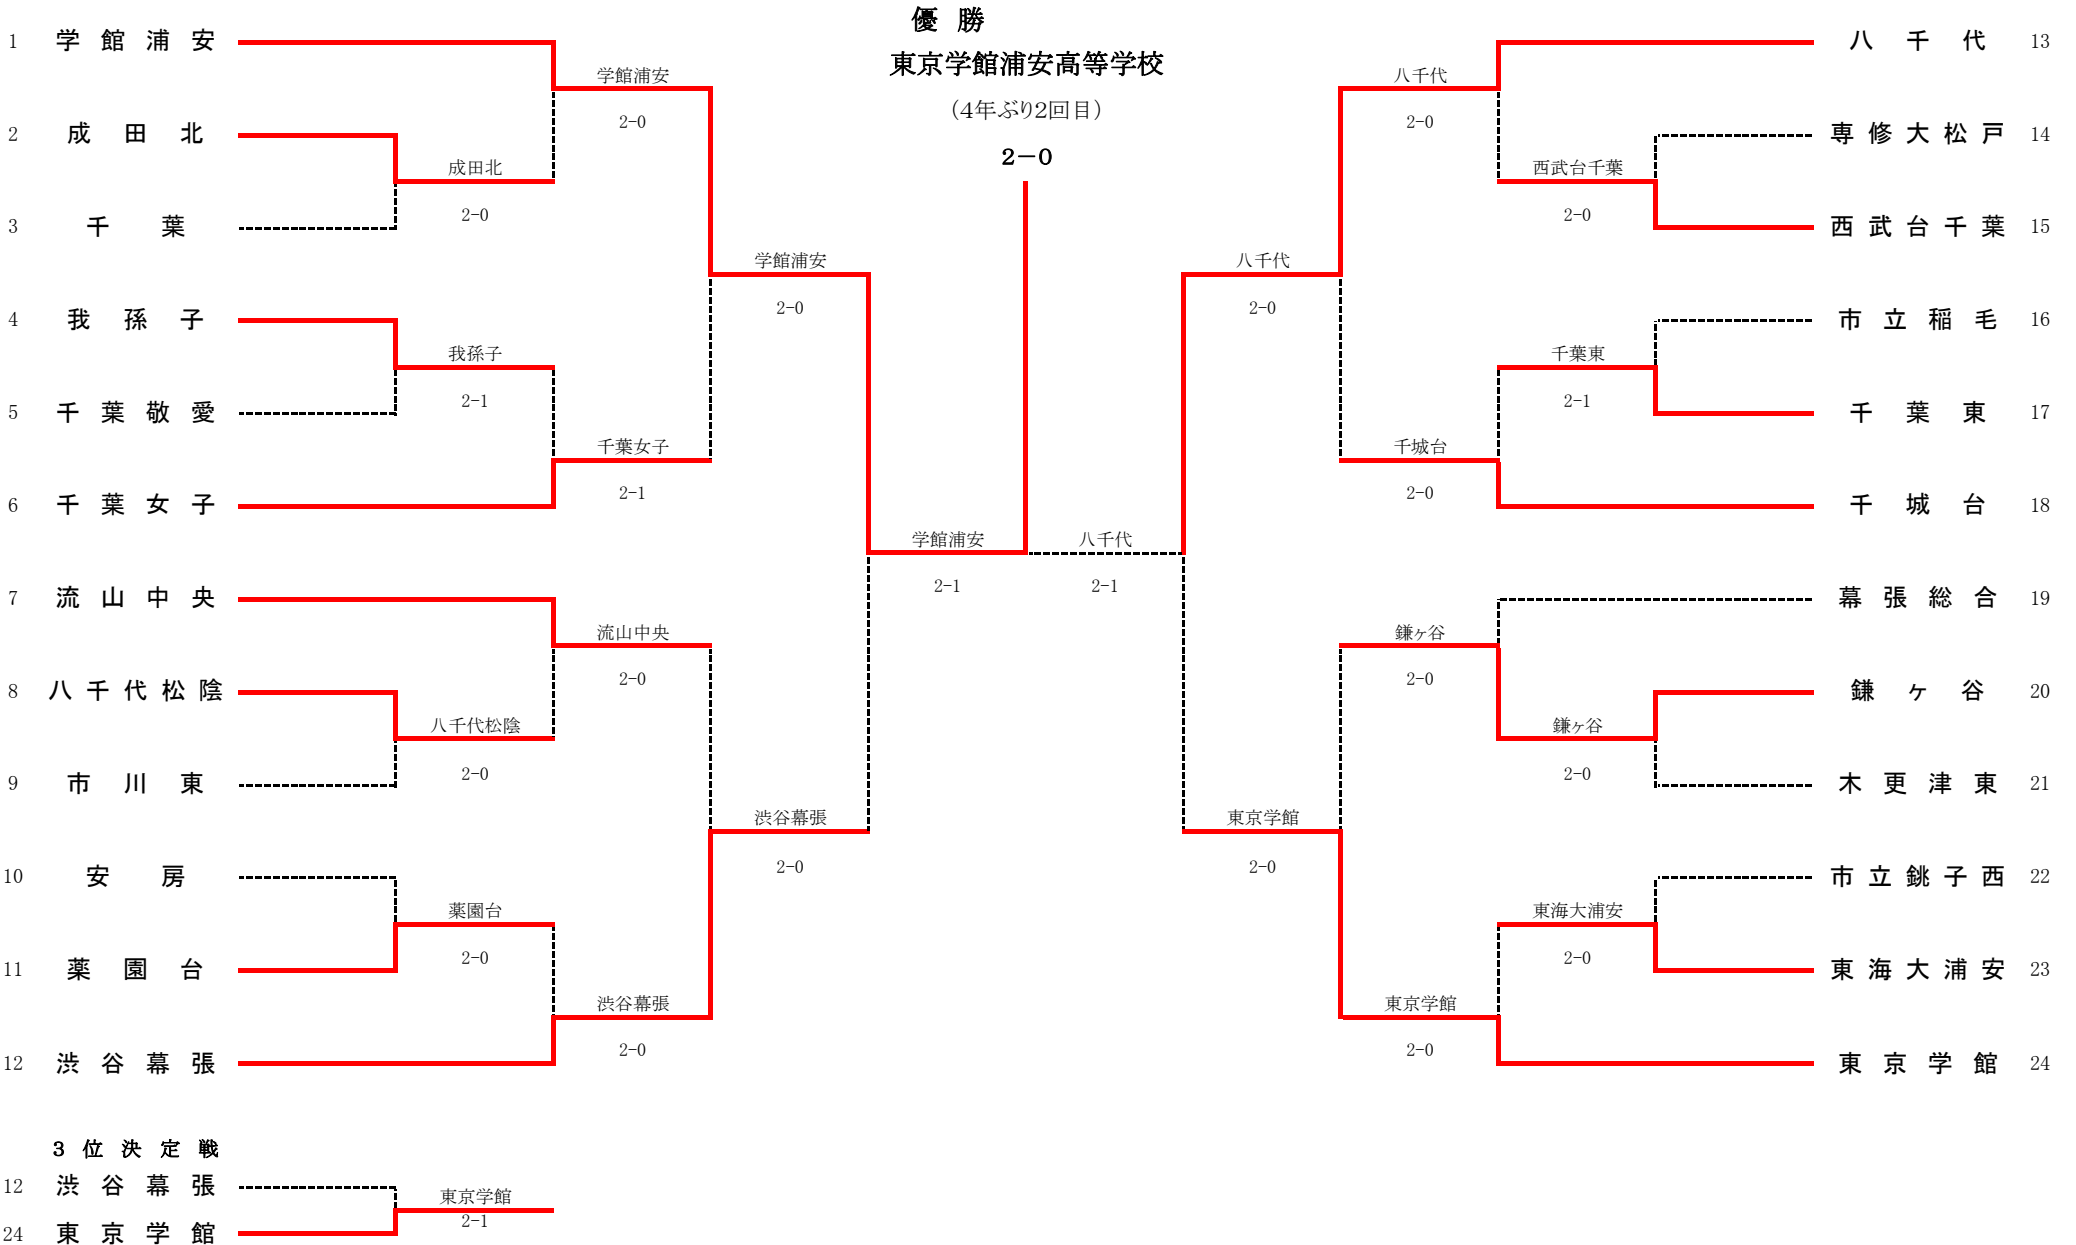 優勝
東京学館浦安高等学校
（4年ぶり2回目）
2－0
1 学館浦安
2 成田北
3 千葉
4 我孫子
5 千葉敬愛
6 千葉女子
7 流山中央
8 八千代松陰
9 市川東
10 安房
11 薬園台
12 渋谷幕張
成田北
2-0
我孫子
2-1
八千代松陰
2-0
薬園台
2-0
学館浦安
2-0
千葉女子
2-1
流山中央
2-0
渋谷幕張
2-0
学館浦安
2-0
渋谷幕張
2-0
学館浦安
2-1
八千代
2-1
八千代
2-0
東京学館
2-0
八千代
2-0
千城台
2-0
鎌ヶ谷
2-0
東京学館
2-0
西武台千葉
2-0
千葉東
2-1
鎌ヶ谷
2-0
東海大浦安
2-0
八千代 13
専修大松戸 14
西武台千葉 15
市立稲毛 16
千葉東 17
千城台 18
幕張総合 19
鎌ヶ谷 20
木更津東 21
市立銚子西 22
東海大浦安 23
東京学館 24
3位決定戦
12 渋谷幕張
24 東京学館
東京学館
2-1